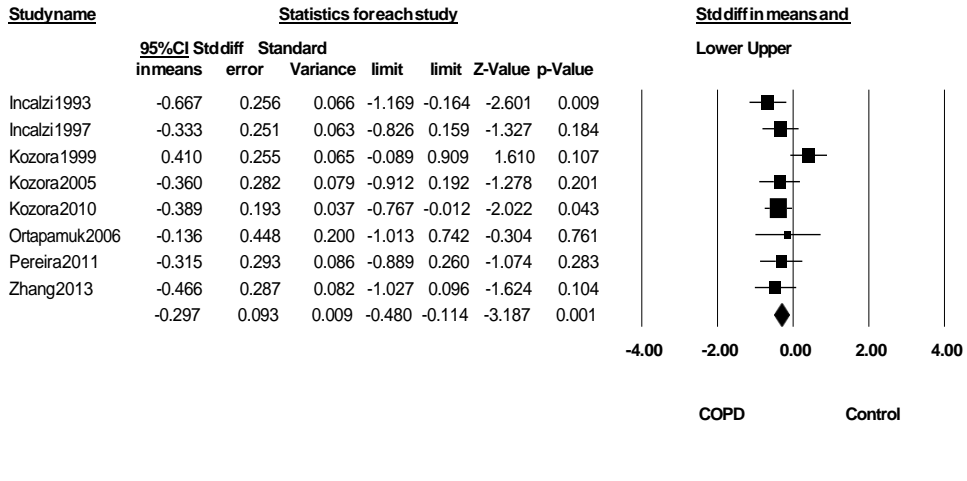 Studyname Statistics foreachstudy Stddiffinmeansand
95%CI Stddiff Standard Lower Upper
inmeans error Variance limit limit Z-Value p-Value
Incalzi1993 -0.667 0.256 0.066 -1.169 -0.164 -2.601 0.009
Incalzi1997 -0.333 0.251 0.063 -0.826 0.159 -1.327 0.184
Kozora1999 0.410 0.255 0.065 -0.089 0.909 1.610 0.107
Kozora2005 -0.360 0.282 0.079 -0.912 0.192 -1.278 0.201
Kozora2010 -0.389 0.193 0.037 -0.767 -0.012 -2.022 0.043
Ortapamuk2006 -0.136 0.448 0.200 -1.013 0.742 -0.304 0.761
Pereira2011 -0.315 0.293 0.086 -0.889 0.260 -1.074 0.283
Zhang2013 -0.466 0.287 0.082 -1.027 0.096 -1.624 0.104
-0.297 0.093 0.009 -0.480 -0.114 -3.187 0.001
-4.00 -2.00 0.00 2.00 4.00
COPD Control